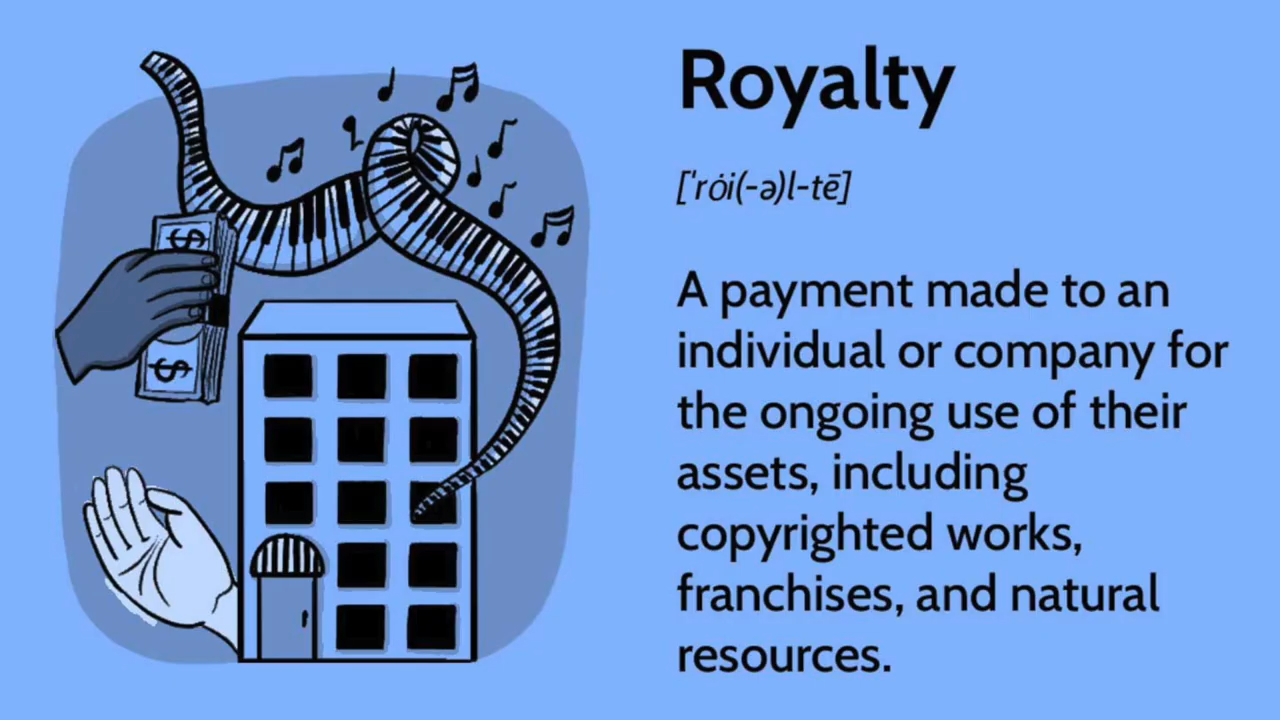 $
$
Royalty
[ˈrȯi(-ə)l-tē]
A payment made to an
individual or company for
the ongoing use of their
assets, including
copyrighted works,
franchises, and natural
resources.